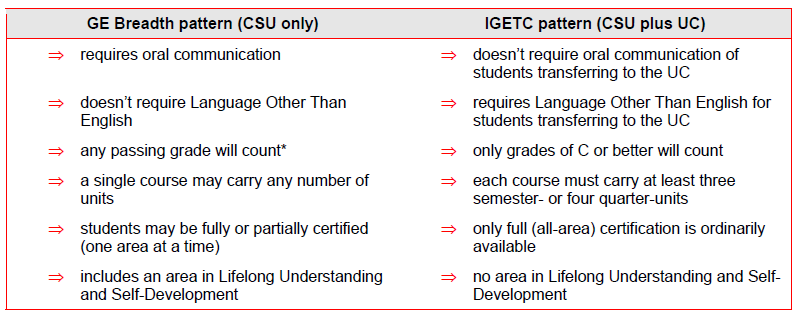 GE Breadth pattern (CSU only)
IGETC pattern (CSU plus UC)
⇒ requires oral communication
⇒ doesn’t require oral communication of
students transferring to the UC
⇒ doesn’t require Language Other Than
English
⇒ requires Language Other Than English for
students transferring to the UC
⇒ any passing grade will count*
⇒ only grades of C or better will count
⇒ a single course may carry any number of
units
⇒ each course must carry at least three
semester- or four quarter-units
⇒ students may be fully or partially certified
(one area at a time)
⇒ only full (all-area) certification is ordinarily
available
⇒ includes an area in Lifelong Understanding
and Self-Development
⇒ no area in Lifelong Understanding and Self-
Development